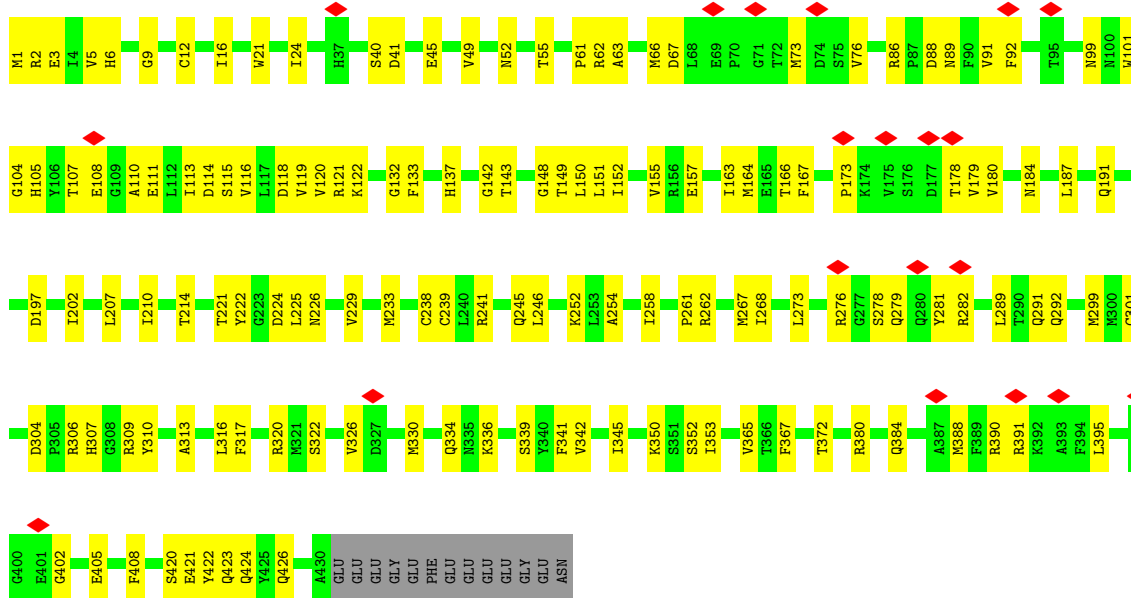 M1 R2 E3 I4 V5 H6 G9 C12 I16 W21 I24 H37 S40 D41 E45 V49 N52 T55 P61 R62 A63 M66 D67 L68 E69 P70 G71 T72 M73 D74 S75 V76 R86 P87 D88 N89 F90 V91 F92 T95 N99 N100 W101
G104 H105 Y106 T107 E108 G109 A110 E111 L112 I113 D114 S115 V116 L117 D118 V119 V120 R121 K122 G132 F133 H137 G142 T143 G148 T149 P150 L151 I152 V155 R156 E157 I163 M164 E165 T166 F167 P173 K174 V175 S176 D177 T178 V179 V180 N184 L187 Q191
D197 I202 L207 I210 T214 T221 Y222 G223 D224 L225 N226 V229 M233 C238 C239 L240 R241 Q245 L246 K252 L253 A254 I258 P261 R262 M267 I268 L273 R276 G277 S278 Q279 Q280 Y281 R282 L289 T290 Q291 Q292 M299 M300
D304 P305 R306 H307 G308 R309 Y310 A313 L316 F317 R320 M321 S322 V326 D327 M330 Q334 N335 K336 S339 Y340 F341 V342 I345 K350 S351 S352 I353 V365 T366 F367 T372 R380 Q384 A387 M388 F389 R390 R391 K392 A393 F394 L395
G400 E401 G402 E405 F408 S420 E421 Y422 Q423 Q424 Y425 Q426 A430 GLU GLU GLU GLY GLU PHE GLU GLU GLU GLU GLY GLU ASN